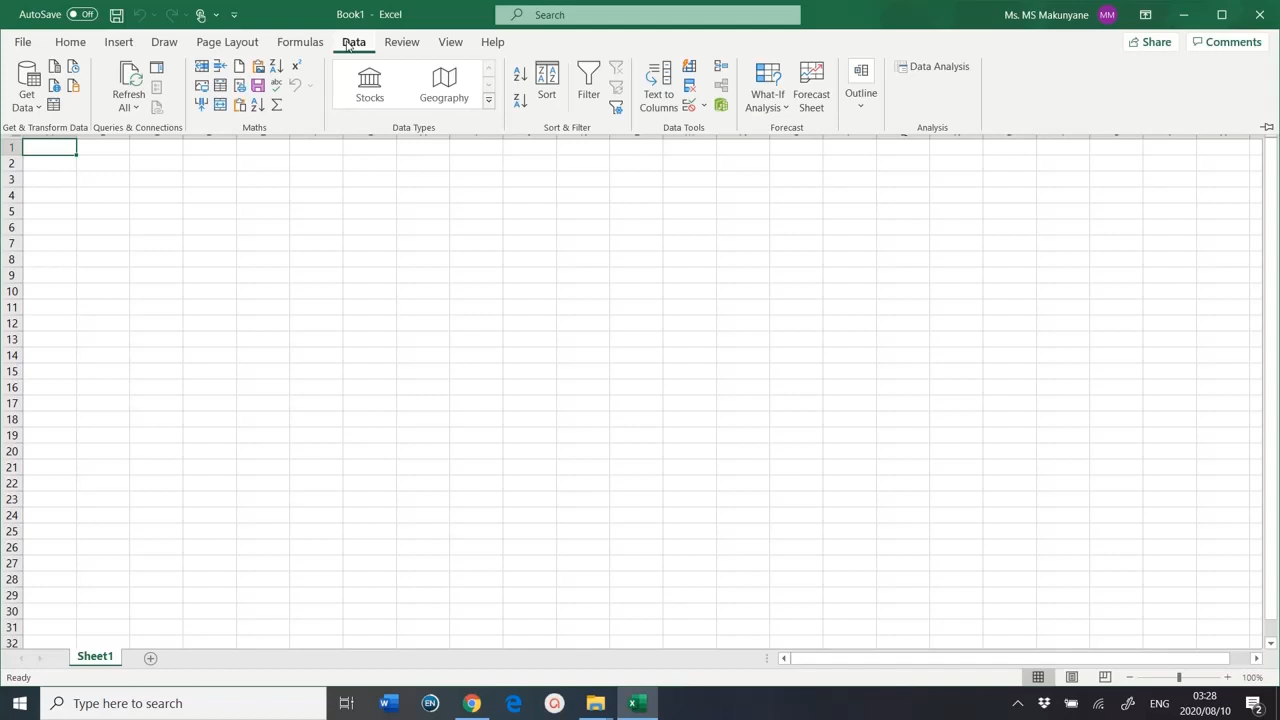 AutoSave Off Book1 - Excel Search Ms. MS Makunyane MM
File Home Insert Draw Page Layout Formulas Data Review View Help Share Comments
Get Data
Refresh All
Stocks
Geography
Sort
Filter
Text to Columns
What-If Analysis
Forecast Sheet
Outline
Data Analysis
Get & Transform Data Queries & Connections Maths Data Types Sort & Filter Data Tools Forecast Analysis
1
2
3
4
5
6
7
8
9
10
11
12
13
14
15
16
17
18
19
20
21
22
23
24
25
26
27
28
29
30
31
32
Sheet1
Ready 100%
Type here to search ENG 03:28
2020/08/10 2